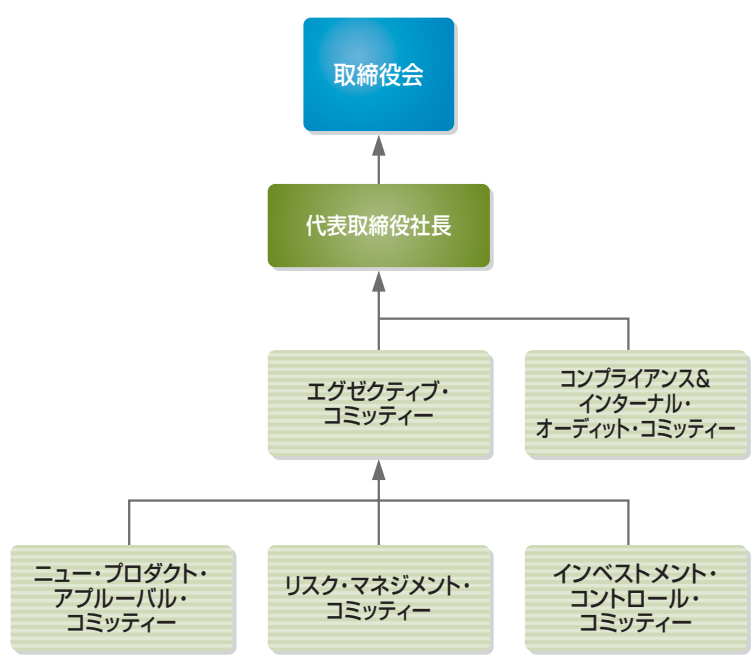 取締役会
代表取締役社長
エグゼクティブ・
コミッティー
コンプライアンス&
インターナル・
オーディット・コミッティー
ニュー・プロダクト・
アプルーバル・
コミッティー
リスク・マネジメント・
コミッティー
インベストメント・
コントロール・
コミッティー